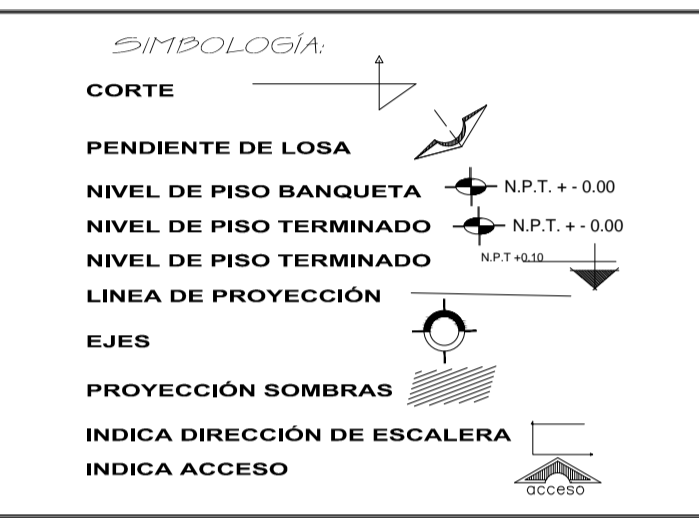 SIMBOLOGÍA:
CORTE
PENDIENTE DE LOSA
NIVEL DE PISO BANQUETA N.P.T. + - 0.00
NIVEL DE PISO TERMINADO N.P.T. + - 0.00
NIVEL DE PISO TERMINADO N.P.T +0.10
LINEA DE PROYECCIÓN
EJES
PROYECCIÓN SOMBRAS
INDICA DIRECCIÓN DE ESCALERA
INDICA ACCESO
acceso